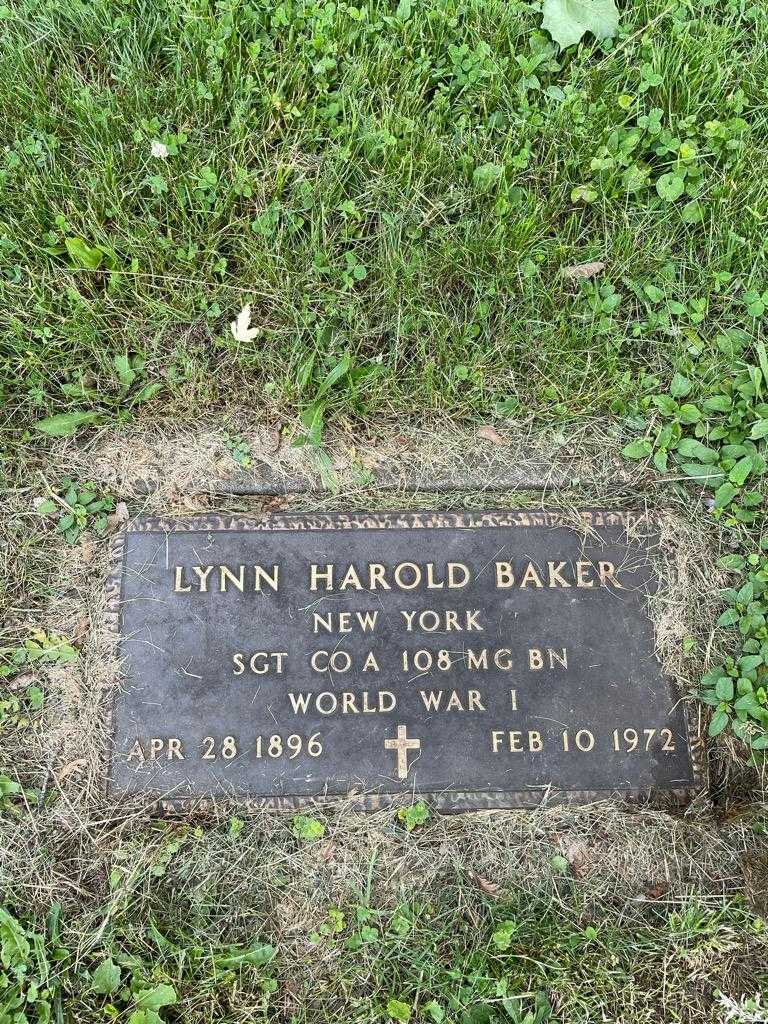 LYNN HAROLD BAKER
NEW YORK
SGT CO A 108 MG BN
WORLD WAR I
APR 28 1896 FEB 10 1972